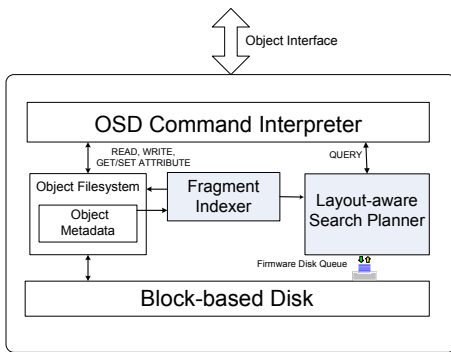 Object Interface
OSD Command Interpreter
READ, WRITE,
GET/SET ATTRIBUTE
QUERY
Object Filesystem
Object
Metadata
Fragment
Indexer
Layout-aware
Search Planner
Firmware Disk Queue
Block-based Disk